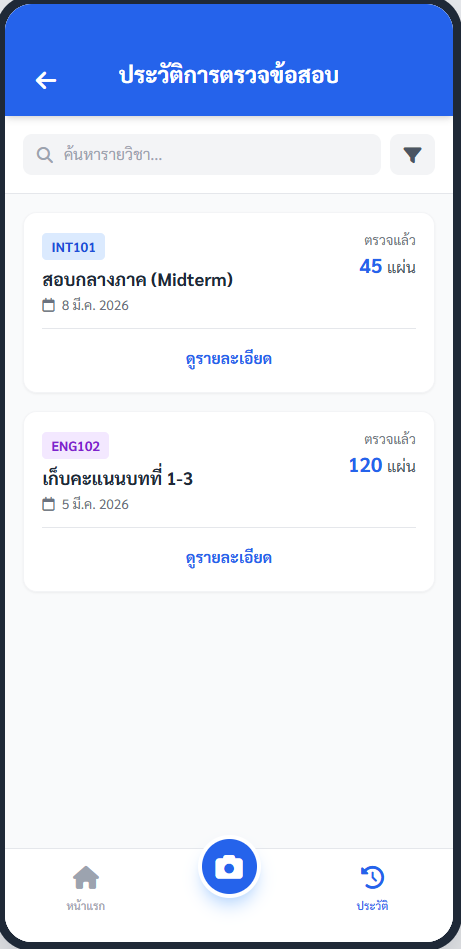 ประวัติการตรวจข้อสอบ
ค้นหารายวิชา...
INT101
ตรวจแล้ว
45 แผ่น
สอบกลางภาค (Midterm)
8 มี.ค. 2026
ดูรายละเอียด
ENG102
ตรวจแล้ว
120 แผ่น
เก็บคะแนนบทที่ 1-3
5 มี.ค. 2026
ดูรายละเอียด
หน้าแรก
ประวัติ